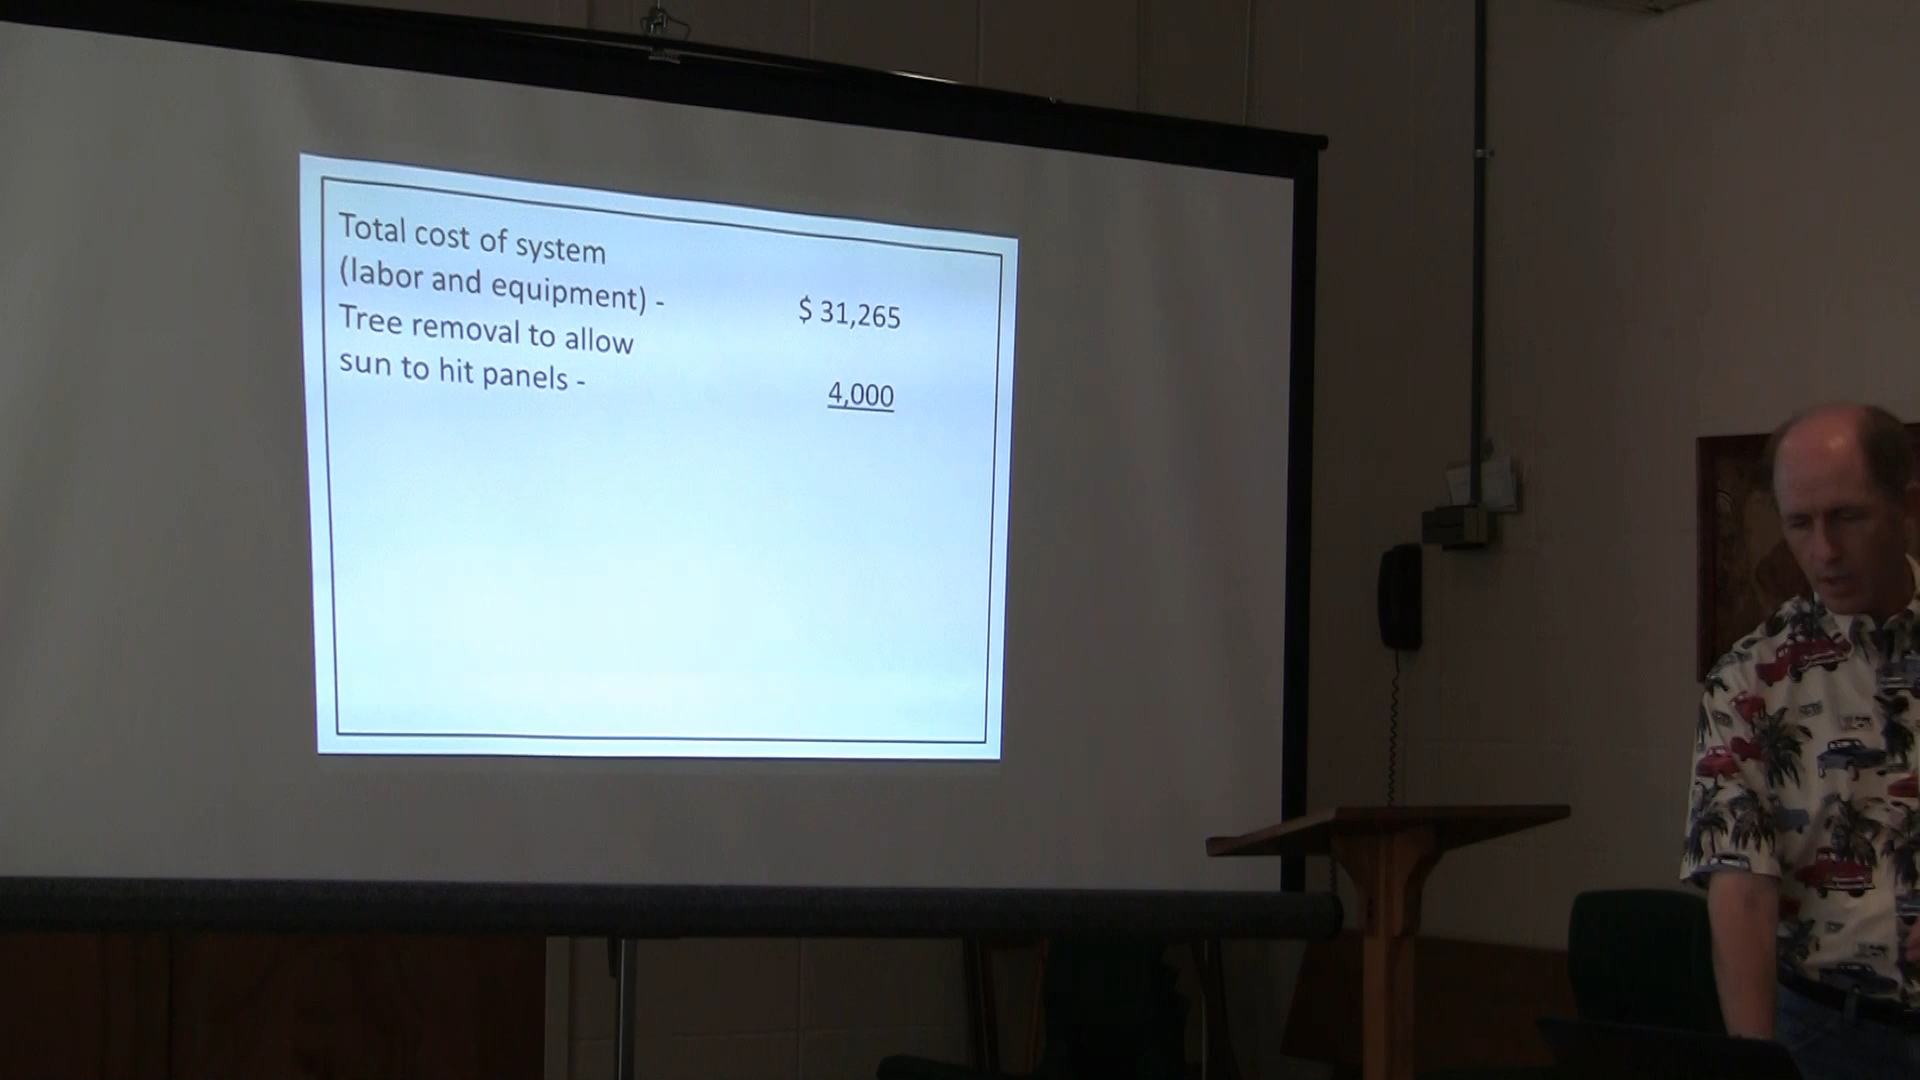 Total cost of system
(labor and equipment) - $ 31,265
Tree removal to allow
sun to hit panels - 4,000